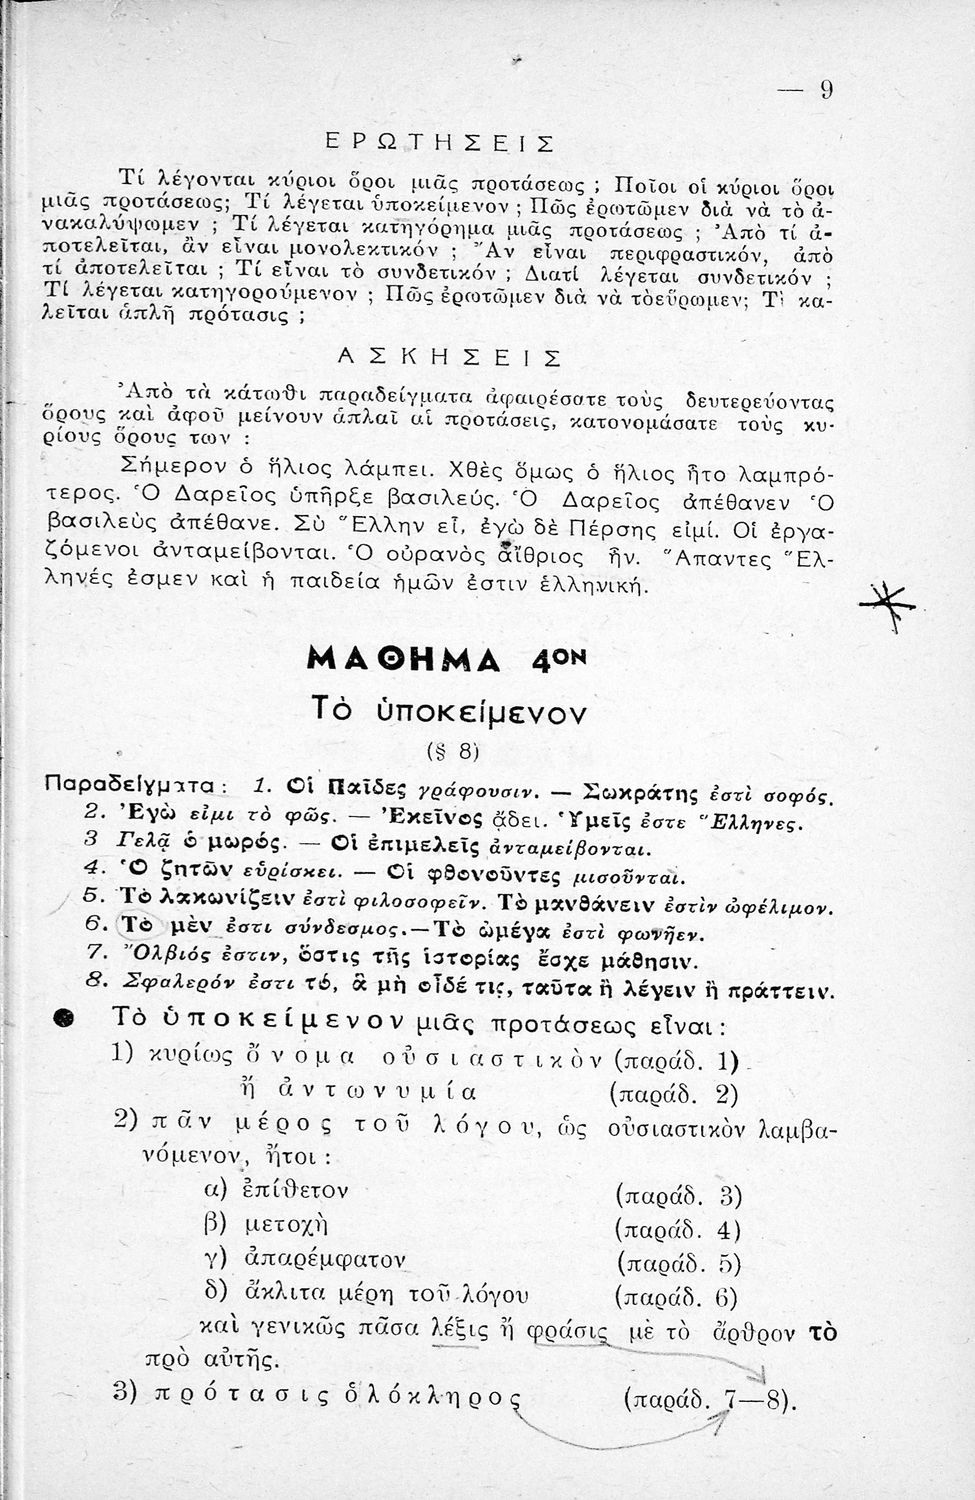 — 9
ΕΡΩΤΗΣΕΙΣ
Τί λέγονται κύριοι ὅροι μιᾶς προτάσεως ; Ποῖοι οἱ κύριοι ὅροι
μιᾶς προτάσεως; Τί λέγεται ὑποκείμενον ; Πῶς ἐρωτῶμεν διὰ νὰ τὸ ἀ-
νακαλύψωμεν ; Τί λέγεται κατηγόρημα μιᾶς προτάσεως ; Ἀπὸ τί ἀ-
ποτελεῖται, ἂν εἶναι μονολεκτικόν ; Ἂν εἶναι περιφραστικόν, ἀπὸ
τί ἀποτελεῖται ; Τί εἶναι τὸ συνδετικόν ; Διατί λέγεται συνδετικόν ;
Τί λέγεται κατηγορούμενον ; Πῶς ἐρωτῶμεν διὰ νὰ τὸεὕρωμεν; Τὶ κα-
λεῖται ἁπλῆ πρότασις ;
ΑΣΚΗΣΕΙΣ
Ἀπὸ τὰ κάτωθι παραδείγματα ἀφαιρέσατε τοὺς δευτερεύοντας
ὅρους καὶ ἀφοῦ μείνουν ἁπλαῖ αἱ προτάσεις, κατονομάσατε τοὺς κυ-
ρίους ὅρους των :
Σήμερον ὁ ἥλιος λάμπει. Χθὲς ὅμως ὁ ἥλιος ἦτο λαμπρό-
τερος. Ὁ Δαρεῖος ὑπῆρξε βασιλεύς. Ὁ Δαρεῖος ἀπέθανεν Ὁ
βασιλεὺς ἀπέθανε. Σὺ Ἕλλην εἶ, ἐγὼ δὲ Πέρσης εἰμί. Οἱ ἐργα-
ζόμενοι ἀνταμείβονται. Ὁ οὐρανὸς αἴθριος ἦν. Ἅπαντες Ἕλ-
ληνές ἐσμεν καὶ ἡ παιδεία ἡμῶν ἐστιν ἑλληνική.
ΜΑΘΗΜΑ 4ΟΝ
Τὸ ὑποκείμενον
(§ 8)
Παραδείγματα : 1. Οἱ Παῖδες γράφουσιν. — Σωκράτης ἐστὶ σοφός.
2. Ἐγὼ εἰμι τὸ φῶς. — Ἐκεῖνος ᾄδει. Ὑμεῖς ἐστε Ἕλληνες.
3 Γελᾷ ὁ μωρός. — Οἱ ἐπιμελεῖς ἀνταμείβονται.
4. Ὁ ζητῶν εὑρίσκει. — Οἱ φθονοῦντες μισοῦνται.
5. Τὸ λακωνίζειν ἐστὶ φιλοσοφεῖν. Τὸ μανθάνειν ἐστὶν ὠφέλιμον.
6. Τὸ μὲν ἐστι σύνδεσμος.—Τὸ ὠμέγα ἐστὶ φωνῆεν.
7. Ὄλβιός ἐστιν, ὅστις τῆς ἱστορίας ἔσχε μάθησιν.
8. Σφαλερόν ἐστι τό, ἃ μὴ οἶδέ τις, ταῦτα ἢ λέγειν ἢ πράττειν.
● Τὸ ὑποκείμενον μιᾶς προτάσεως εἶναι :
1) κυρίως ὄνομα οὐσιαστικὸν (παράδ. 1)
ἢ ἀντωνυμία (παράδ. 2)
2) πᾶν μέρος τοῦ λόγου, ὡς οὐσιαστικὸν λαμβα-
νόμενον, ἤτοι :
α) ἐπίθετον (παράδ. 3)
β) μετοχὴ (παράδ. 4)
γ) ἀπαρέμφατον (παράδ. 5)
δ) ἄκλιτα μέρη τοῦ λόγου (παράδ. 6)
καὶ γενικῶς πᾶσα λέξις ἢ φράσις μὲ τὸ ἄρθρον τὸ
πρὸ αὐτῆς.
3) πρότασις ὁλόκληρος (παράδ. 7—8).